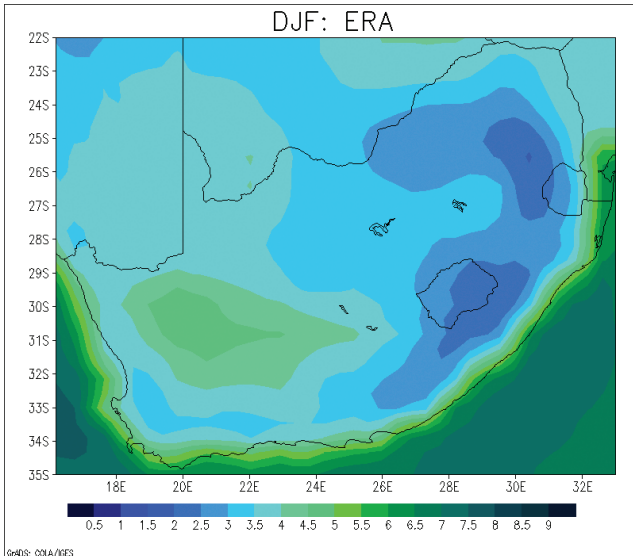 DJF: ERA
22S
23S
24S
25S
26S
27S
28S
29S
30S
31S
32S
33S
34S
35S
18E 20E 22E 24E 26E 28E 30E 32E
0.5 1 1.5 2 2.5 3 3.5 4 4.5 5 5.5 6 6.5 7 7.5 8 8.5 9
GrADS: COLA/IGES